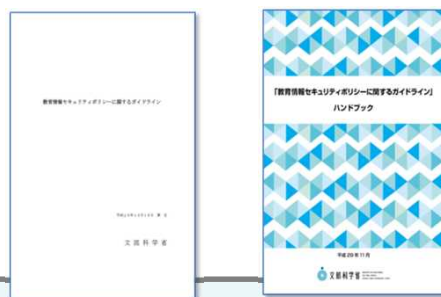 教育情報セキュリティポリシーに関するガイドライン
文部科学省
「教育情報セキュリティポリシーに関するガイドライン」
ハンドブック
平成29年11月
文部科学省